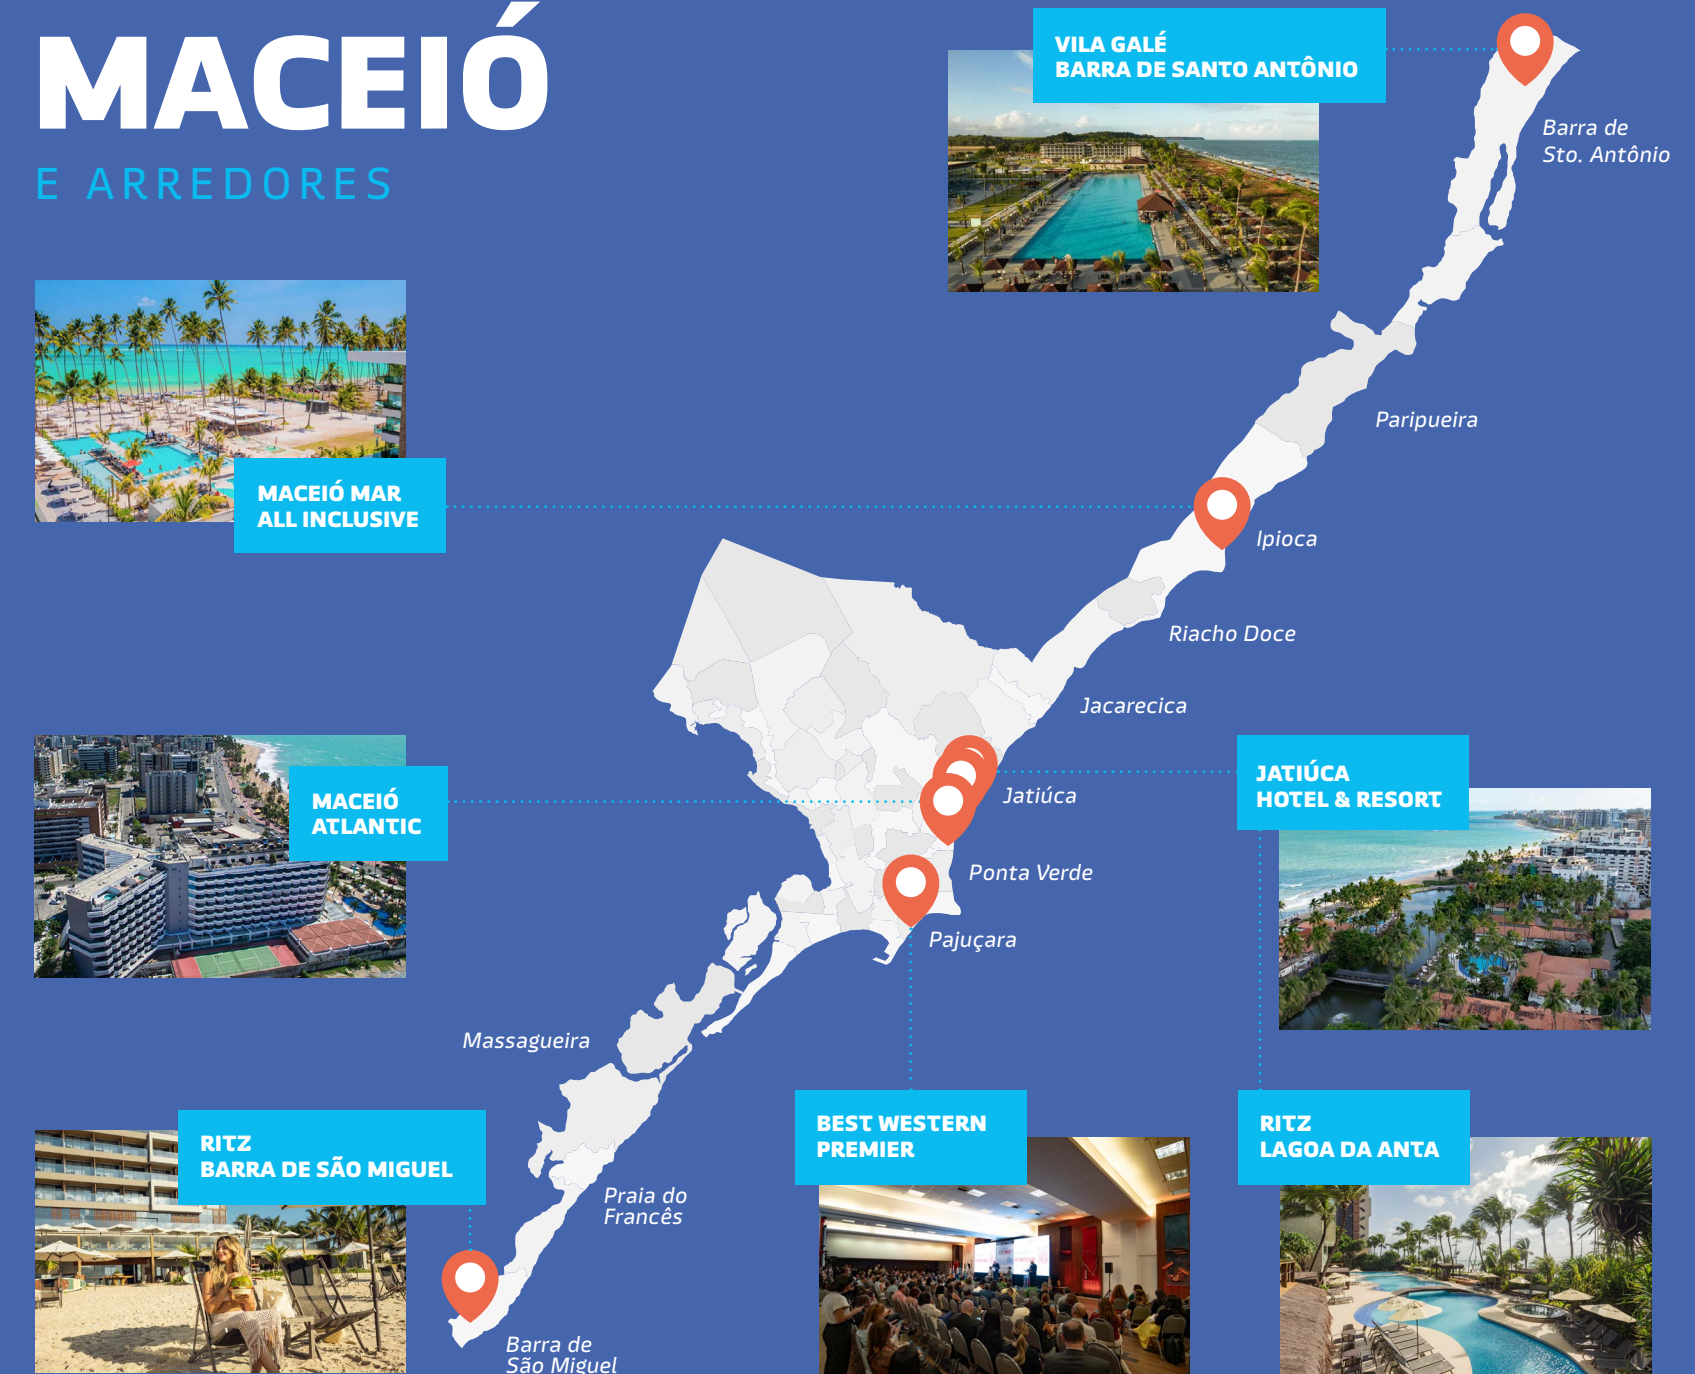 MACEIÓ
E ARREDORES
VILA GALÉ
BARRA DE SANTO ANTÔNIO
Barra de
Sto. Antônio
Paripueira
MACEIÓ MAR
ALL INCLUSIVE
Ipioca
Riacho Doce
Jacarecica
JATIÚCA
HOTEL & RESORT
Jatiúca
MACEIÓ
ATLANTIC
Ponta Verde
Pajuçara
Massagueira
RITZ
BARRA DE SÃO MIGUEL
BEST WESTERN
PREMIER
RITZ
LAGOA DA ANTA
Praia do
Francês
Barra de
São Miguel